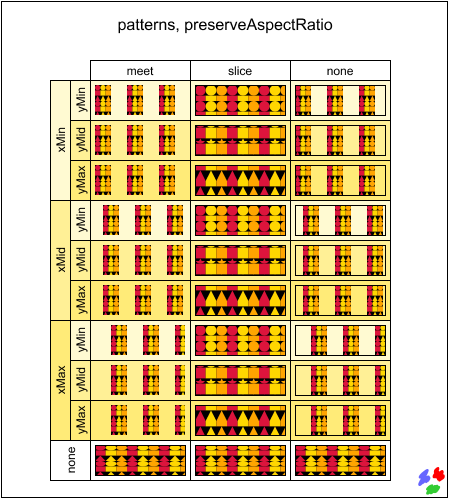 patterns, preserveAspectRatio
meet slice none
xMin
yMin
yMid
yMax
xMid
yMin
yMid
yMax
xMax
yMin
yMid
yMax
none